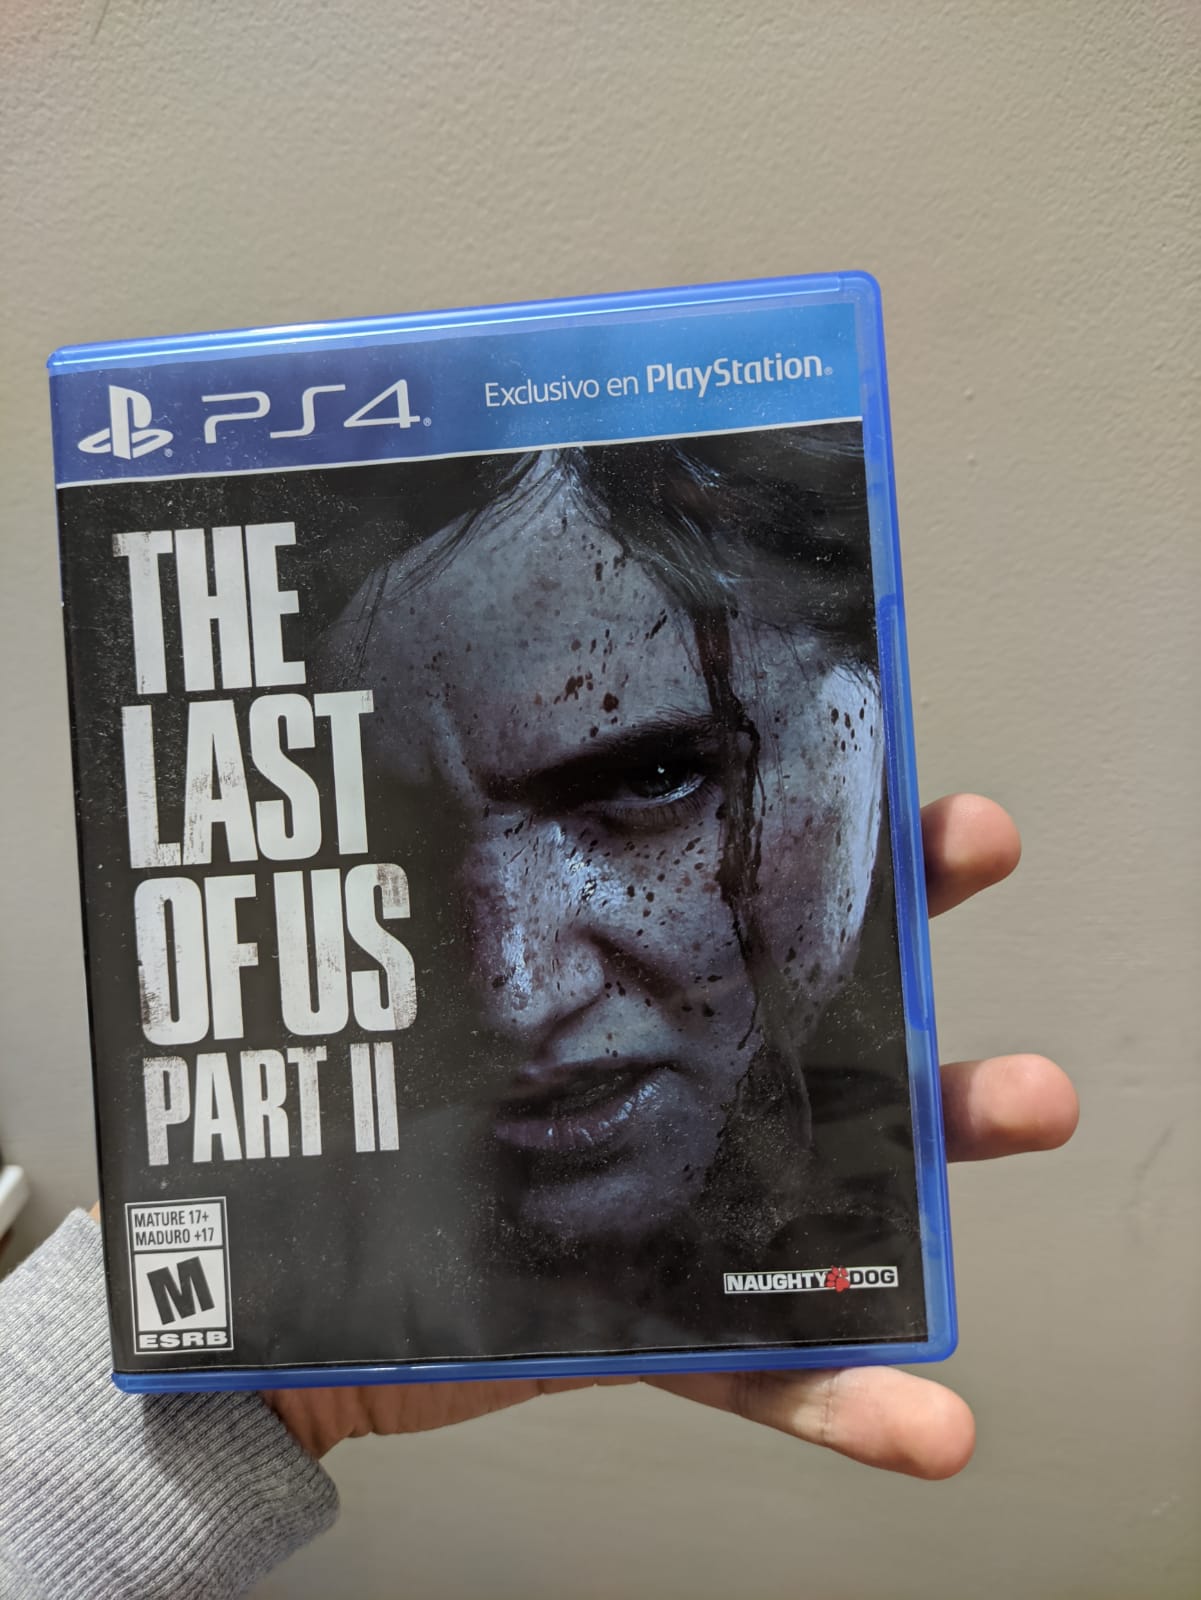 PS4
Exclusivo en PlayStation
THE
LAST
OF US
PART II
MATURE 17+
MADURO +17
M
ESRB
NAUGHTY DOG